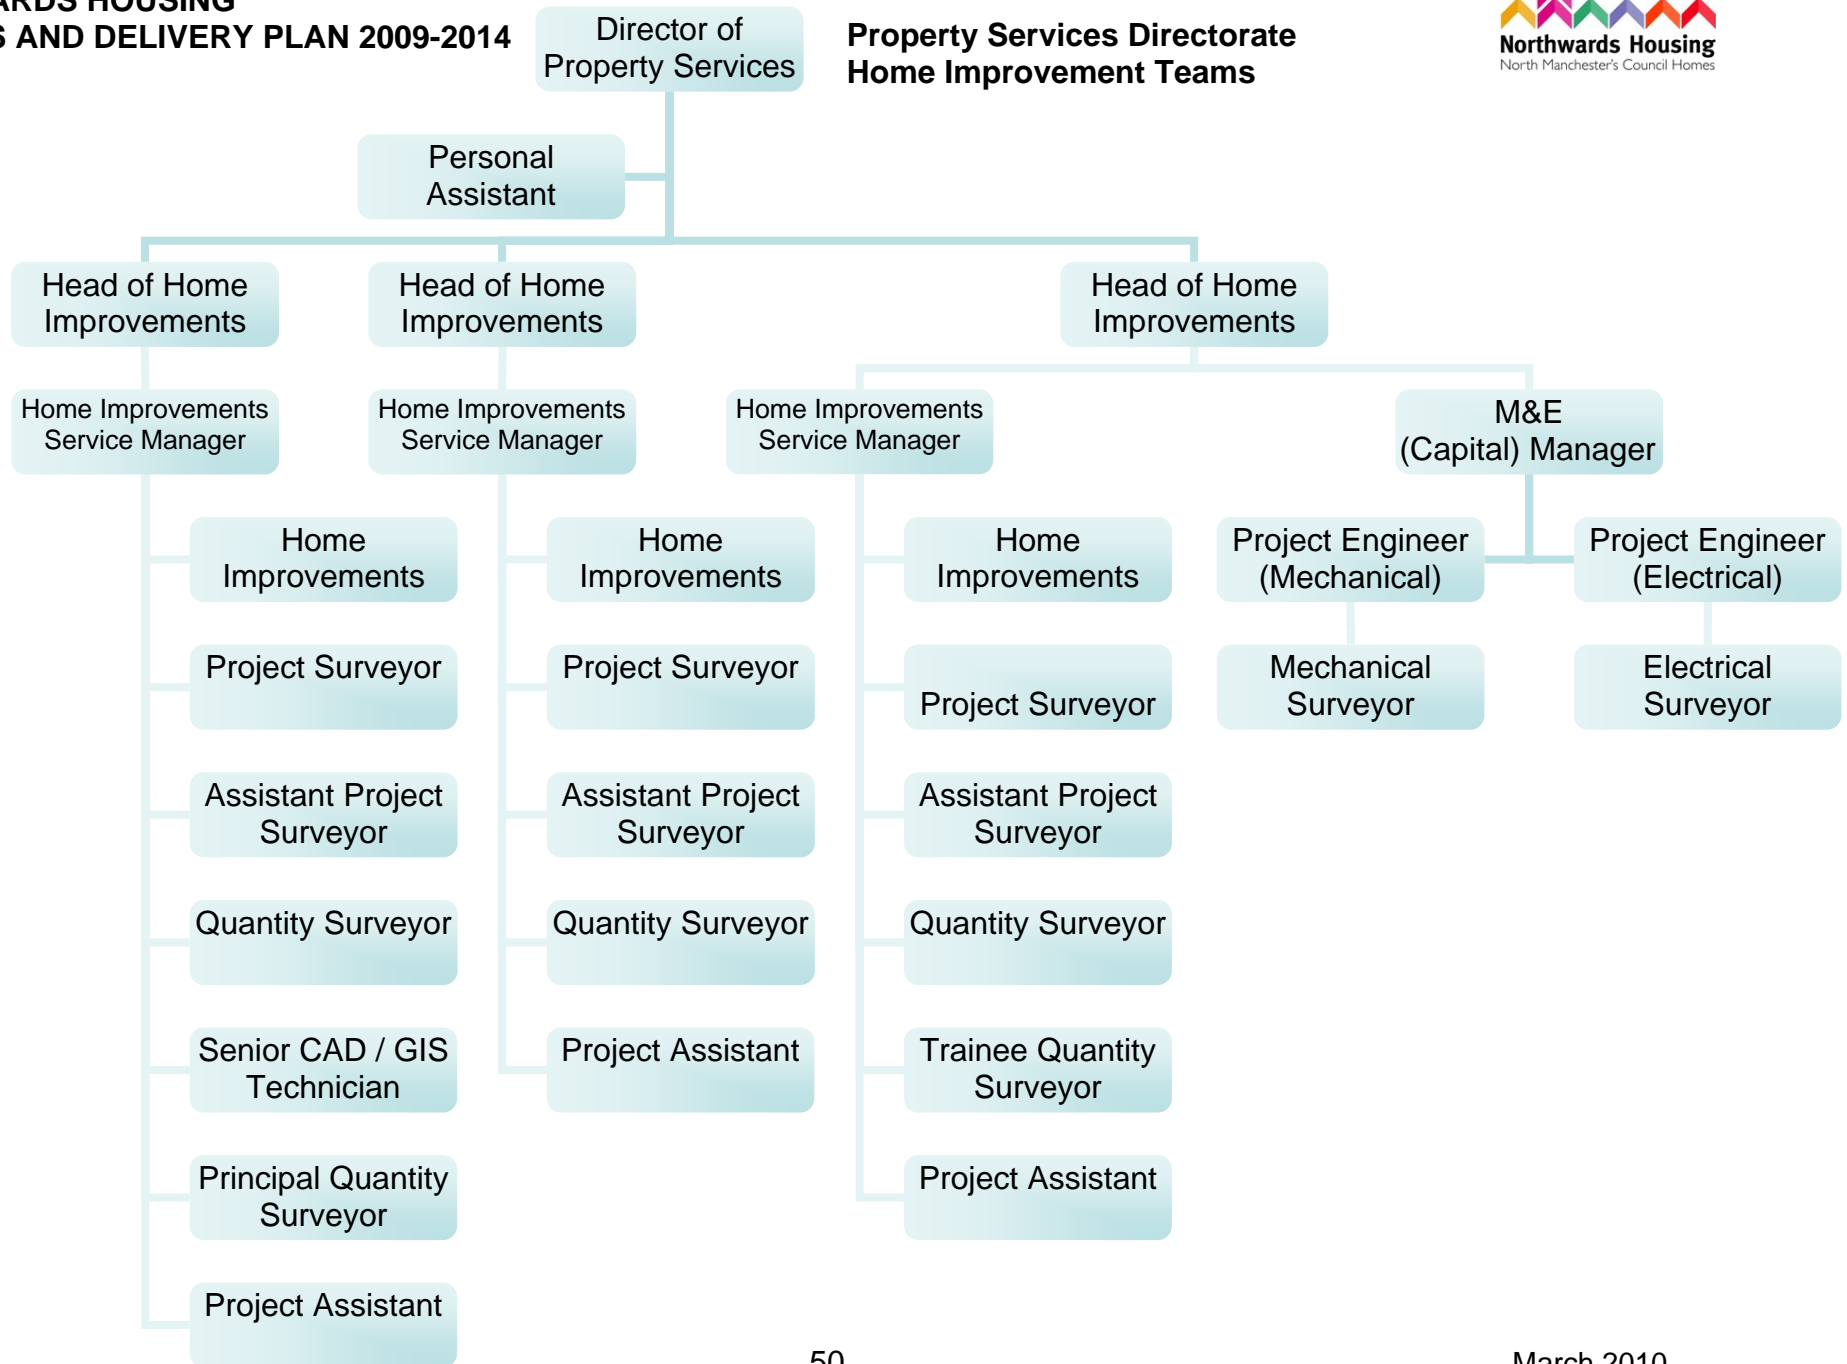 ARDS HOUSING
S AND DELIVERY PLAN 2009-2014
Director of
Property Services
Property Services Directorate
Home Improvement Teams
Northwards Housing
North Manchester's Council Homes
Personal
Assistant
Head of Home
Improvements
Head of Home
Improvements
Head of Home
Improvements
Home Improvements
Service Manager
Home Improvements
Service Manager
Home Improvements
Service Manager
M&E
(Capital) Manager
Home
Improvements
Home
Improvements
Home
Improvements
Project Engineer
(Mechanical)
Project Engineer
(Electrical)
Project Surveyor
Project Surveyor
Project Surveyor
Mechanical
Surveyor
Electrical
Surveyor
Assistant Project
Surveyor
Assistant Project
Surveyor
Assistant Project
Surveyor
Quantity Surveyor
Quantity Surveyor
Quantity Surveyor
Senior CAD / GIS
Technician
Project Assistant
Trainee Quantity
Surveyor
Principal Quantity
Surveyor
Project Assistant
Project Assistant
50
March 2010